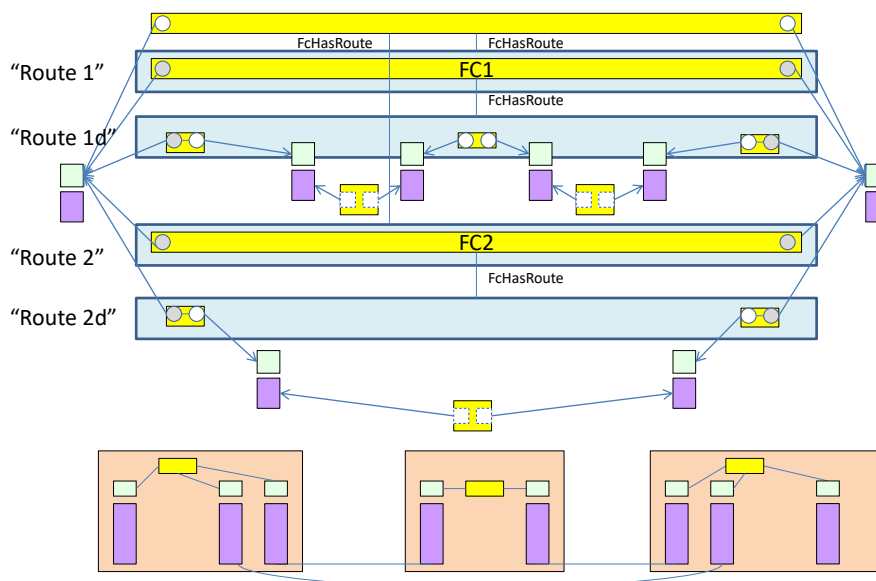 FcHasRoute
FcHasRoute
“Route 1”
FC1
FcHasRoute
“Route 1d”
“Route 2”
FC2
FcHasRoute
“Route 2d”